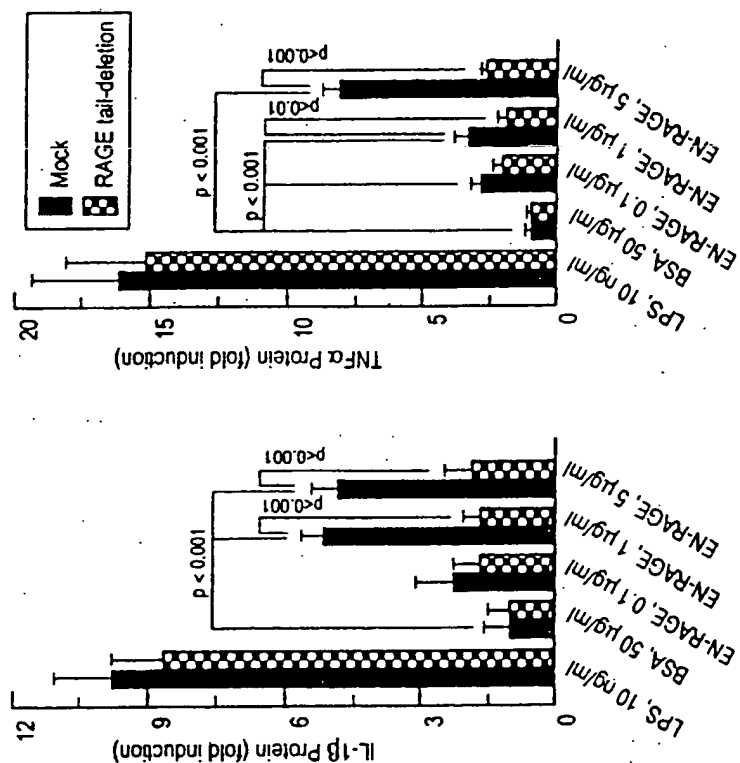 Mock
RAGE tail-deletion
IL-1β Protein (fold induction)
12
9
6
3
0
p < 0.001
p<0.001
p<0.001
LPS, 10 ng/ml
BSA, 50 µg/ml
EN-RAGE, 0.1 µg/ml
EN-RAGE, 1 µg/ml
EN-RAGE, 5 µg/ml
TNFα Protein (fold induction)
20
15
10
5
0
p < 0.001
p < 0.001
p<0.01
p<0.001
LPS, 10 ng/ml
BSA, 50 µg/ml
EN-RAGE, 0.1 µg/ml
EN-RAGE, 1 µg/ml
EN-RAGE, 5 µg/ml